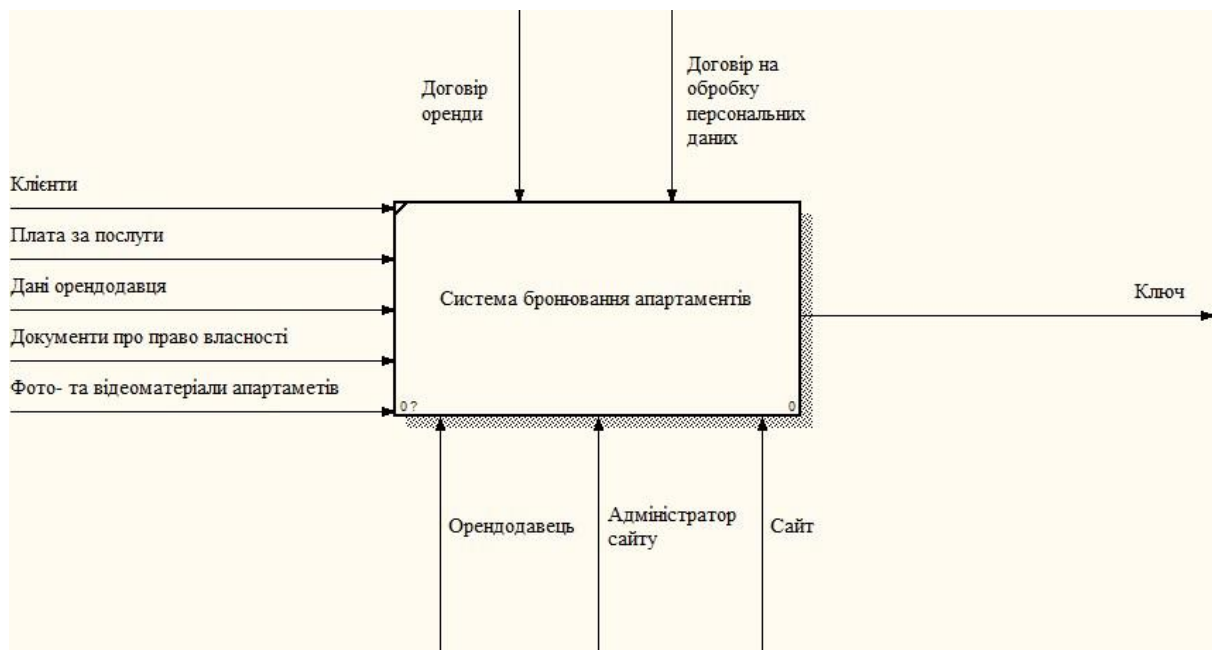 Договір
оренди
Договір на
обробку
персональних
даних
Клієнти
Плата за послуги
Дані орендодавця
Документи про право власності
Фото- та відеоматеріали апартаметів
Система бронювання апартаментів
0 ?
0
Ключ
Орендодавець
Адміністратор
сайту
Сайт